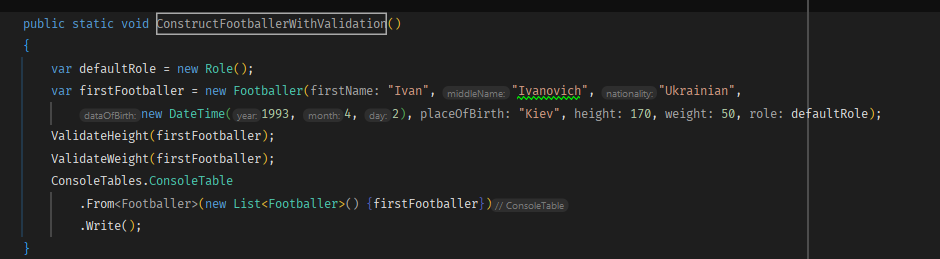 public static void ConstructFootballerWithValidation()
{
var defaultRole = new Role();
var firstFootballer = new Footballer(firstName: "Ivan", middleName: "Ivanovich", nationality: "Ukrainian",
dataOfBirth: new DateTime( year: 1993, month: 4, day: 2), placeOfBirth: "Kiev", height: 170, weight: 50, role: defaultRole);
ValidateHeight(firstFootballer);
ValidateWeight(firstFootballer);
ConsoleTables.ConsoleTable
.From<Footballer>(new List<Footballer>() {firstFootballer}) // ConsoleTable
.Write();
}